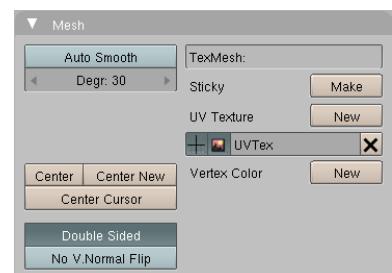 Mesh
Auto Smooth
Degr: 30
TexMesh:
Sticky
Make
UV Texture
New
UVTex
Center
Center New
Center Cursor
Vertex Color
New
Double Sided
No V.Normal Flip